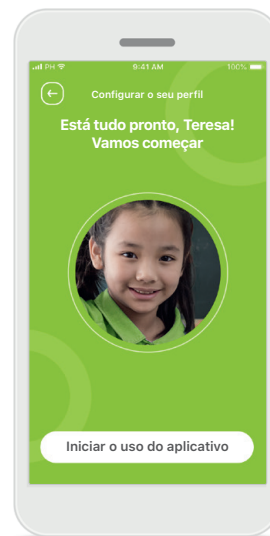 PH 9:41 AM 100%
Configurar o seu perfil
Está tudo pronto, Teresa!
Vamos começar
Iniciar o uso do aplicativo